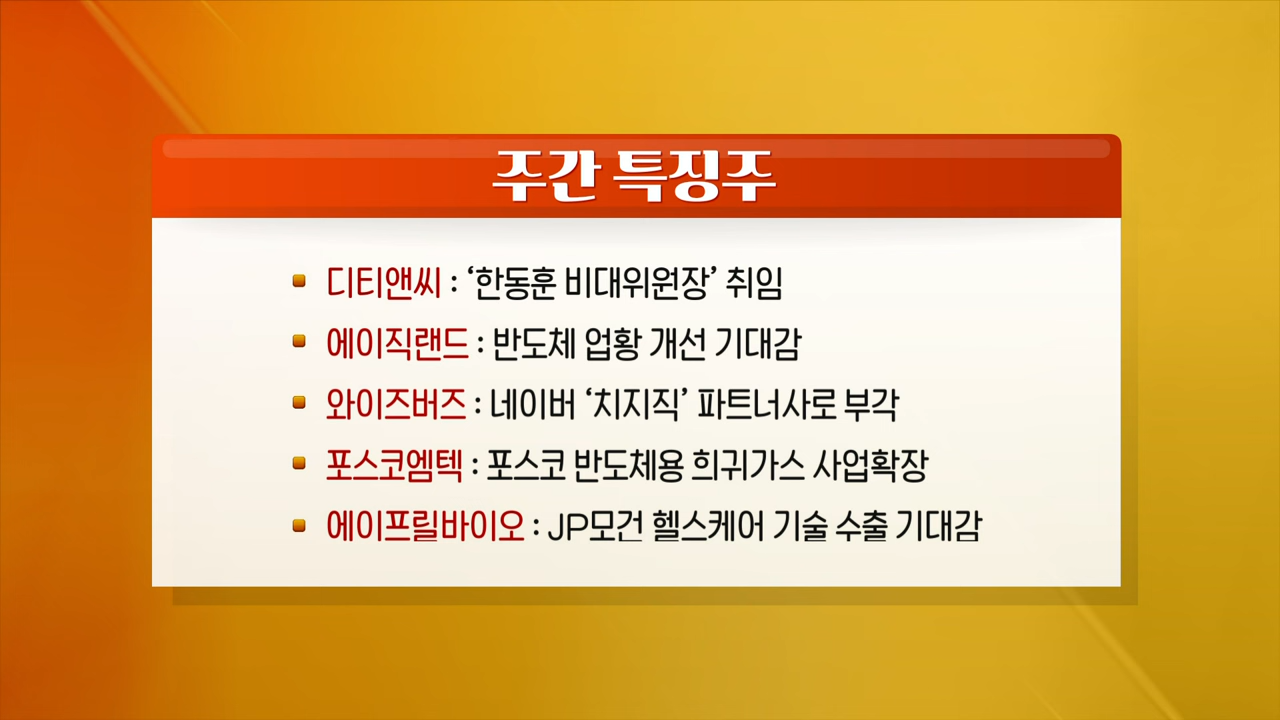 주간 특징주
디티앤씨 : ‘한동훈 비대위원장’ 취임
에이직랜드 : 반도체 업황 개선 기대감
와이즈버즈 : 네이버 ‘치지직’ 파트너사로 부각
포스코엠텍 : 포스코 반도체용 희귀가스 사업확장
에이프릴바이오 : JP모건 헬스케어 기술 수출 기대감